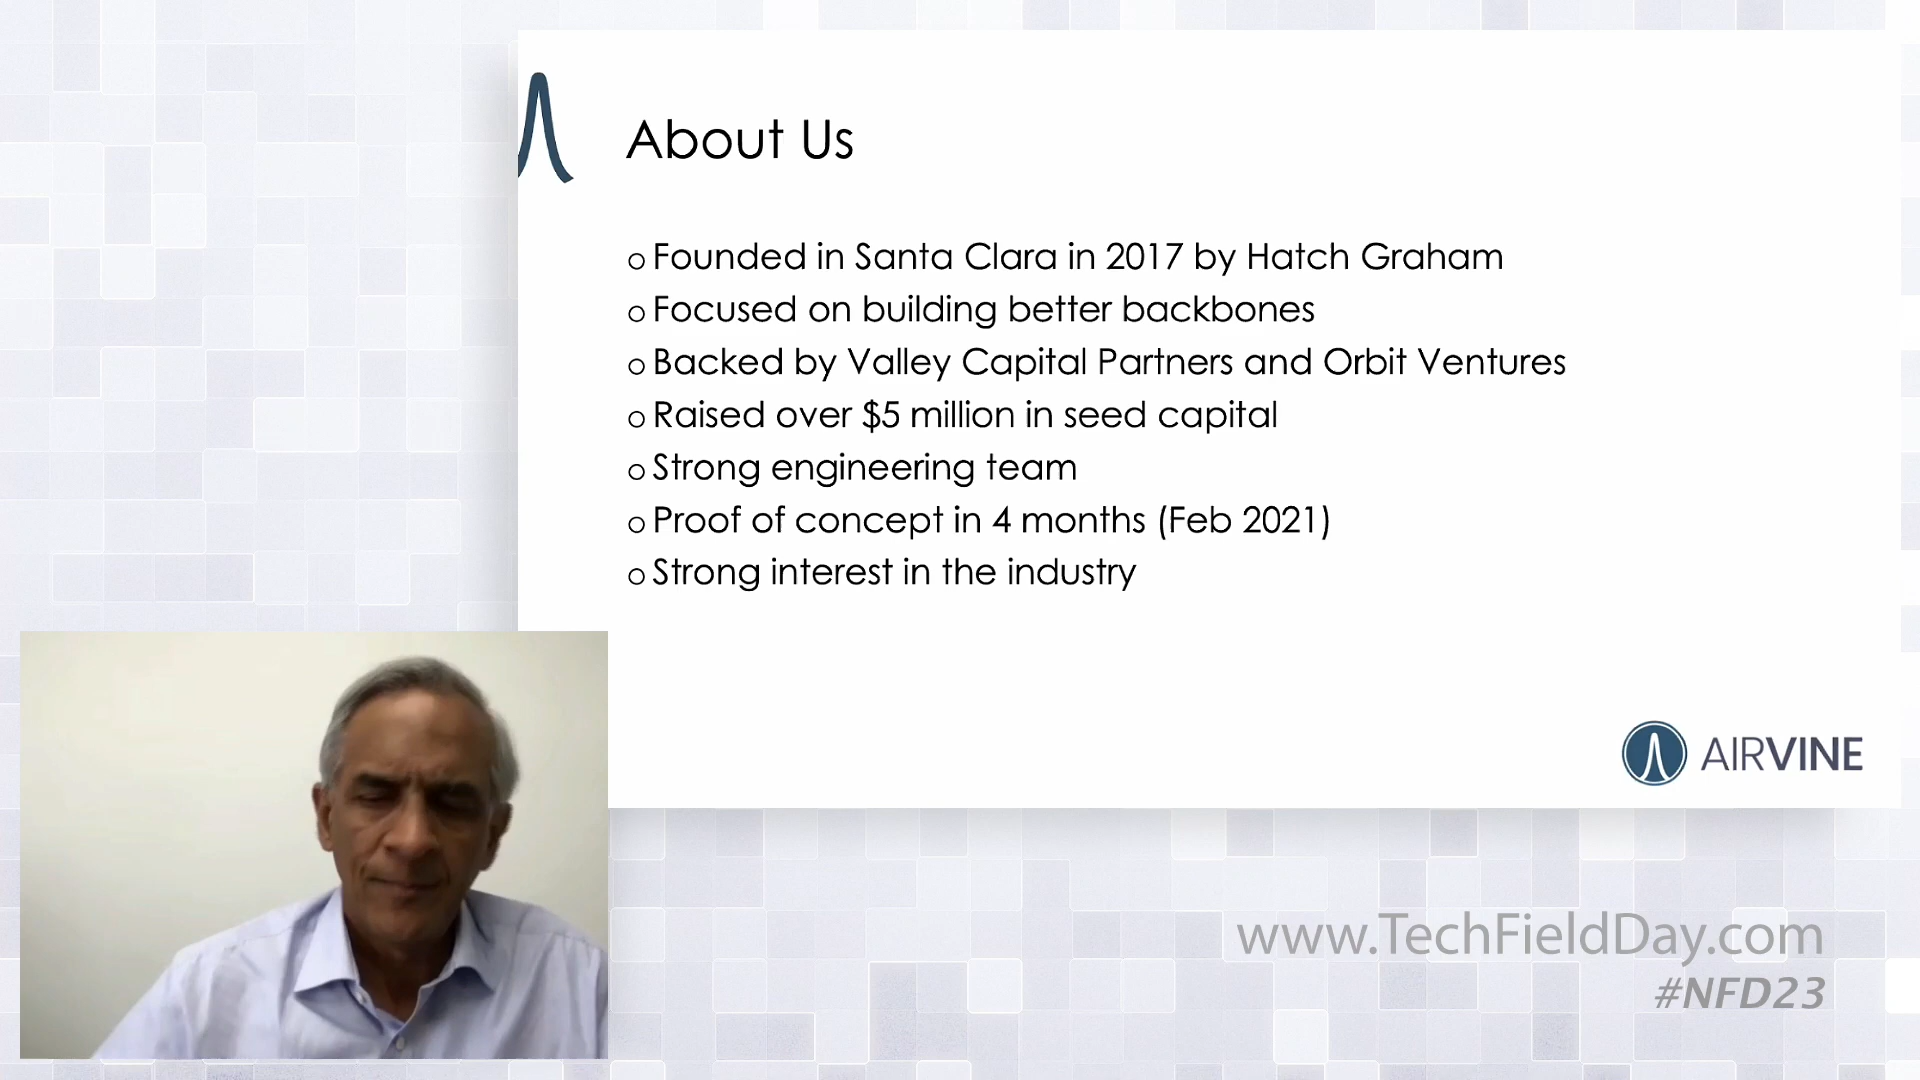 About Us
o Founded in Santa Clara in 2017 by Hatch Graham
o Focused on building better backbones
o Backed by Valley Capital Partners and Orbit Ventures
o Raised over $5 million in seed capital
o Strong engineering team
o Proof of concept in 4 months (Feb 2021)
o Strong interest in the industry
AIRVINE
www.TechFieldDay.com
#NFD23